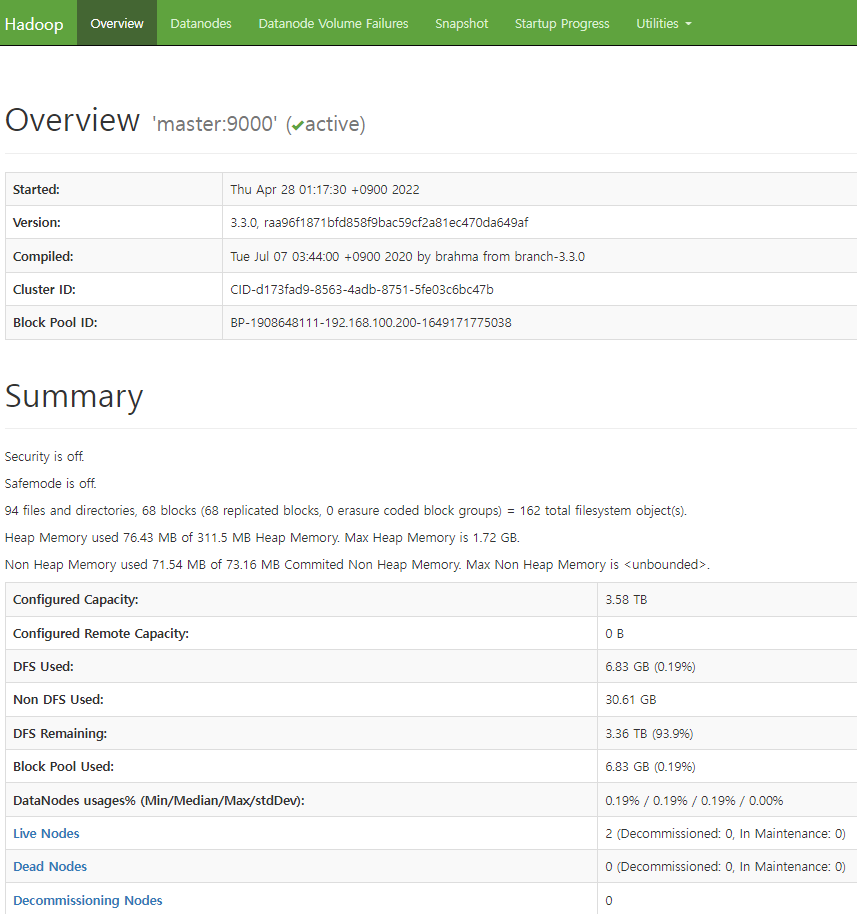 Hadoop Overview Datanodes Datanode Volume Failures Snapshot Startup Progress Utilities
Overview 'master:9000' (✔active)
Started: Thu Apr 28 01:17:30 +0900 2022
Version: 3.3.0, raa96f1871bfd858f9bac59cf2a81ec470da649af
Compiled: Tue Jul 07 03:44:00 +0900 2020 by brahma from branch-3.3.0
Cluster ID: CID-d173fad9-8563-4adb-8751-5fe03c6bc47b
Block Pool ID: BP-1908648111-192.168.100.200-1649171775038
Summary
Security is off.
Safemode is off.
94 files and directories, 68 blocks (68 replicated blocks, 0 erasure coded block groups) = 162 total filesystem object(s).
Heap Memory used 76.43 MB of 311.5 MB Heap Memory. Max Heap Memory is 1.72 GB.
Non Heap Memory used 71.54 MB of 73.16 MB Commited Non Heap Memory. Max Non Heap Memory is <unbounded>.
Configured Capacity: 3.58 TB
Configured Remote Capacity: 0 B
DFS Used: 6.83 GB (0.19%)
Non DFS Used: 30.61 GB
DFS Remaining: 3.36 TB (93.9%)
Block Pool Used: 6.83 GB (0.19%)
DataNodes usages% (Min/Median/Max/stdDev): 0.19% / 0.19% / 0.19% / 0.00%
Live Nodes 2 (Decommissioned: 0, In Maintenance: 0)
Dead Nodes 0 (Decommissioned: 0, In Maintenance: 0)
Decommissioning Nodes 0